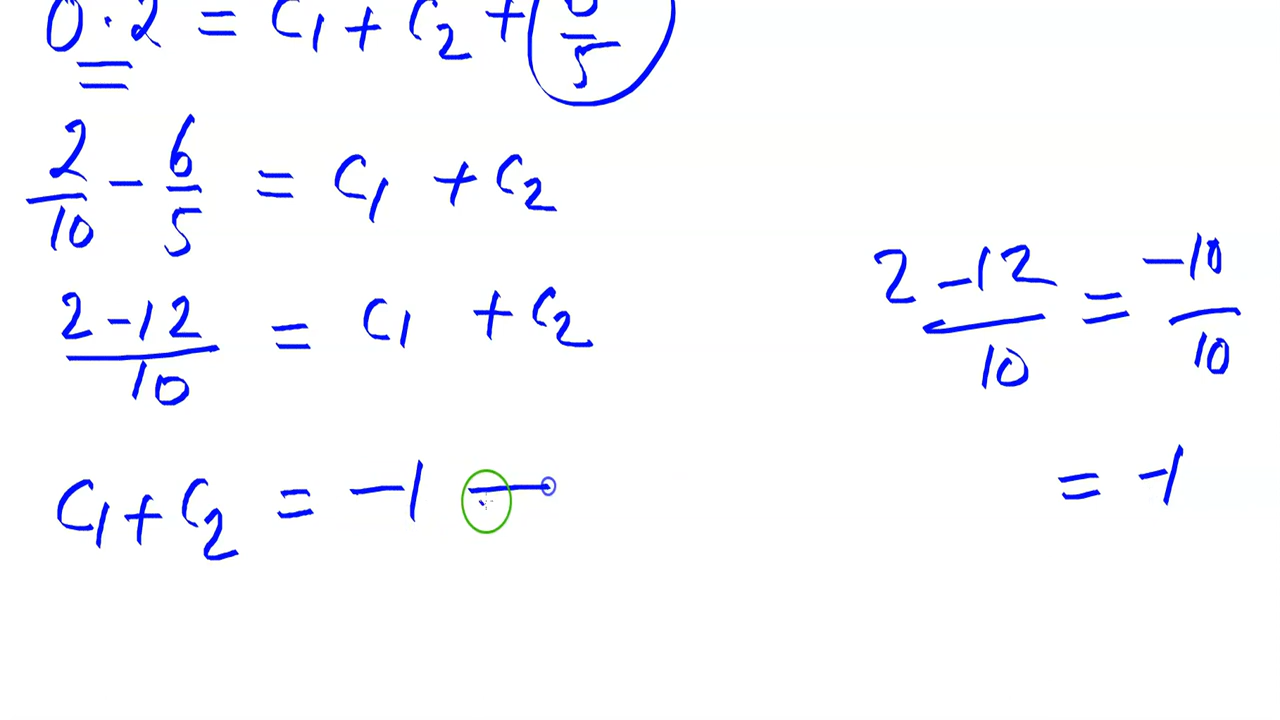 0.2 = C1 + C2 + 6/5
2/10 - 6/5 = C1 + C2
2-12/10 = C1 + C2
2-12/10 = -10/10
C1 + C2 = -1 —
= -1